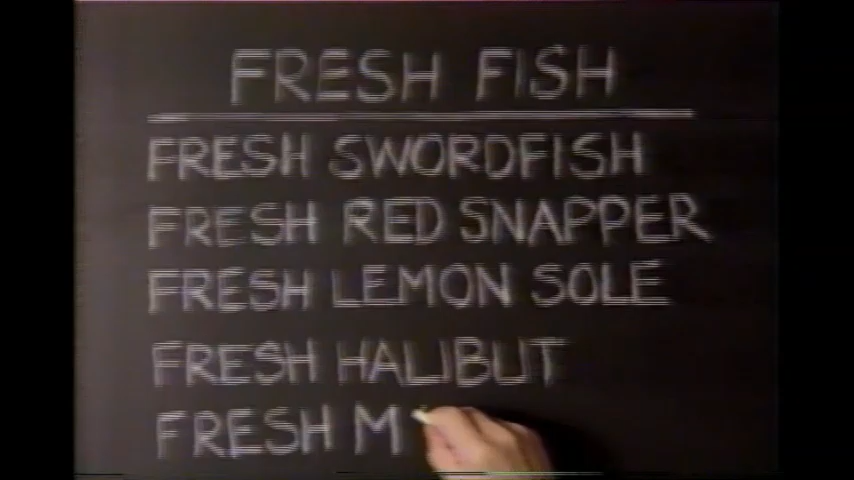 FRESH FISH
FRESH SWORDFISH
FRESH RED SNAPPER
FRESH LEMON SOLE
FRESH HALIBUT
FRESH M